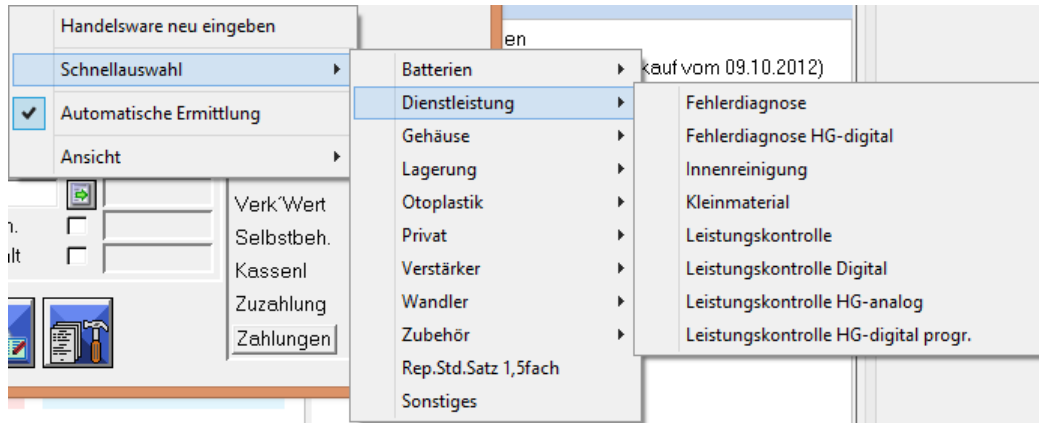 Handelsware neu eingeben
Schnellauswahl
Automatische Ermittlung
Ansicht
en
kauf vom 09.10.2012)
Batterien
Dienstleistung
Gehäuse
Lagerung
Otoplastik
Privat
Verstärker
Wandler
Zubehör
Rep.Std.Satz 1,5fach
Sonstiges
Fehlerdiagnose
Fehlerdiagnose HG-digital
Innenreinigung
Kleinmaterial
Leistungskontrolle
Leistungskontrolle Digital
Leistungskontrolle HG-analog
Leistungskontrolle HG-digital progr.
Verk´Wert
Selbstbeh.
Kassenl
Zuzahlung
Zahlungen